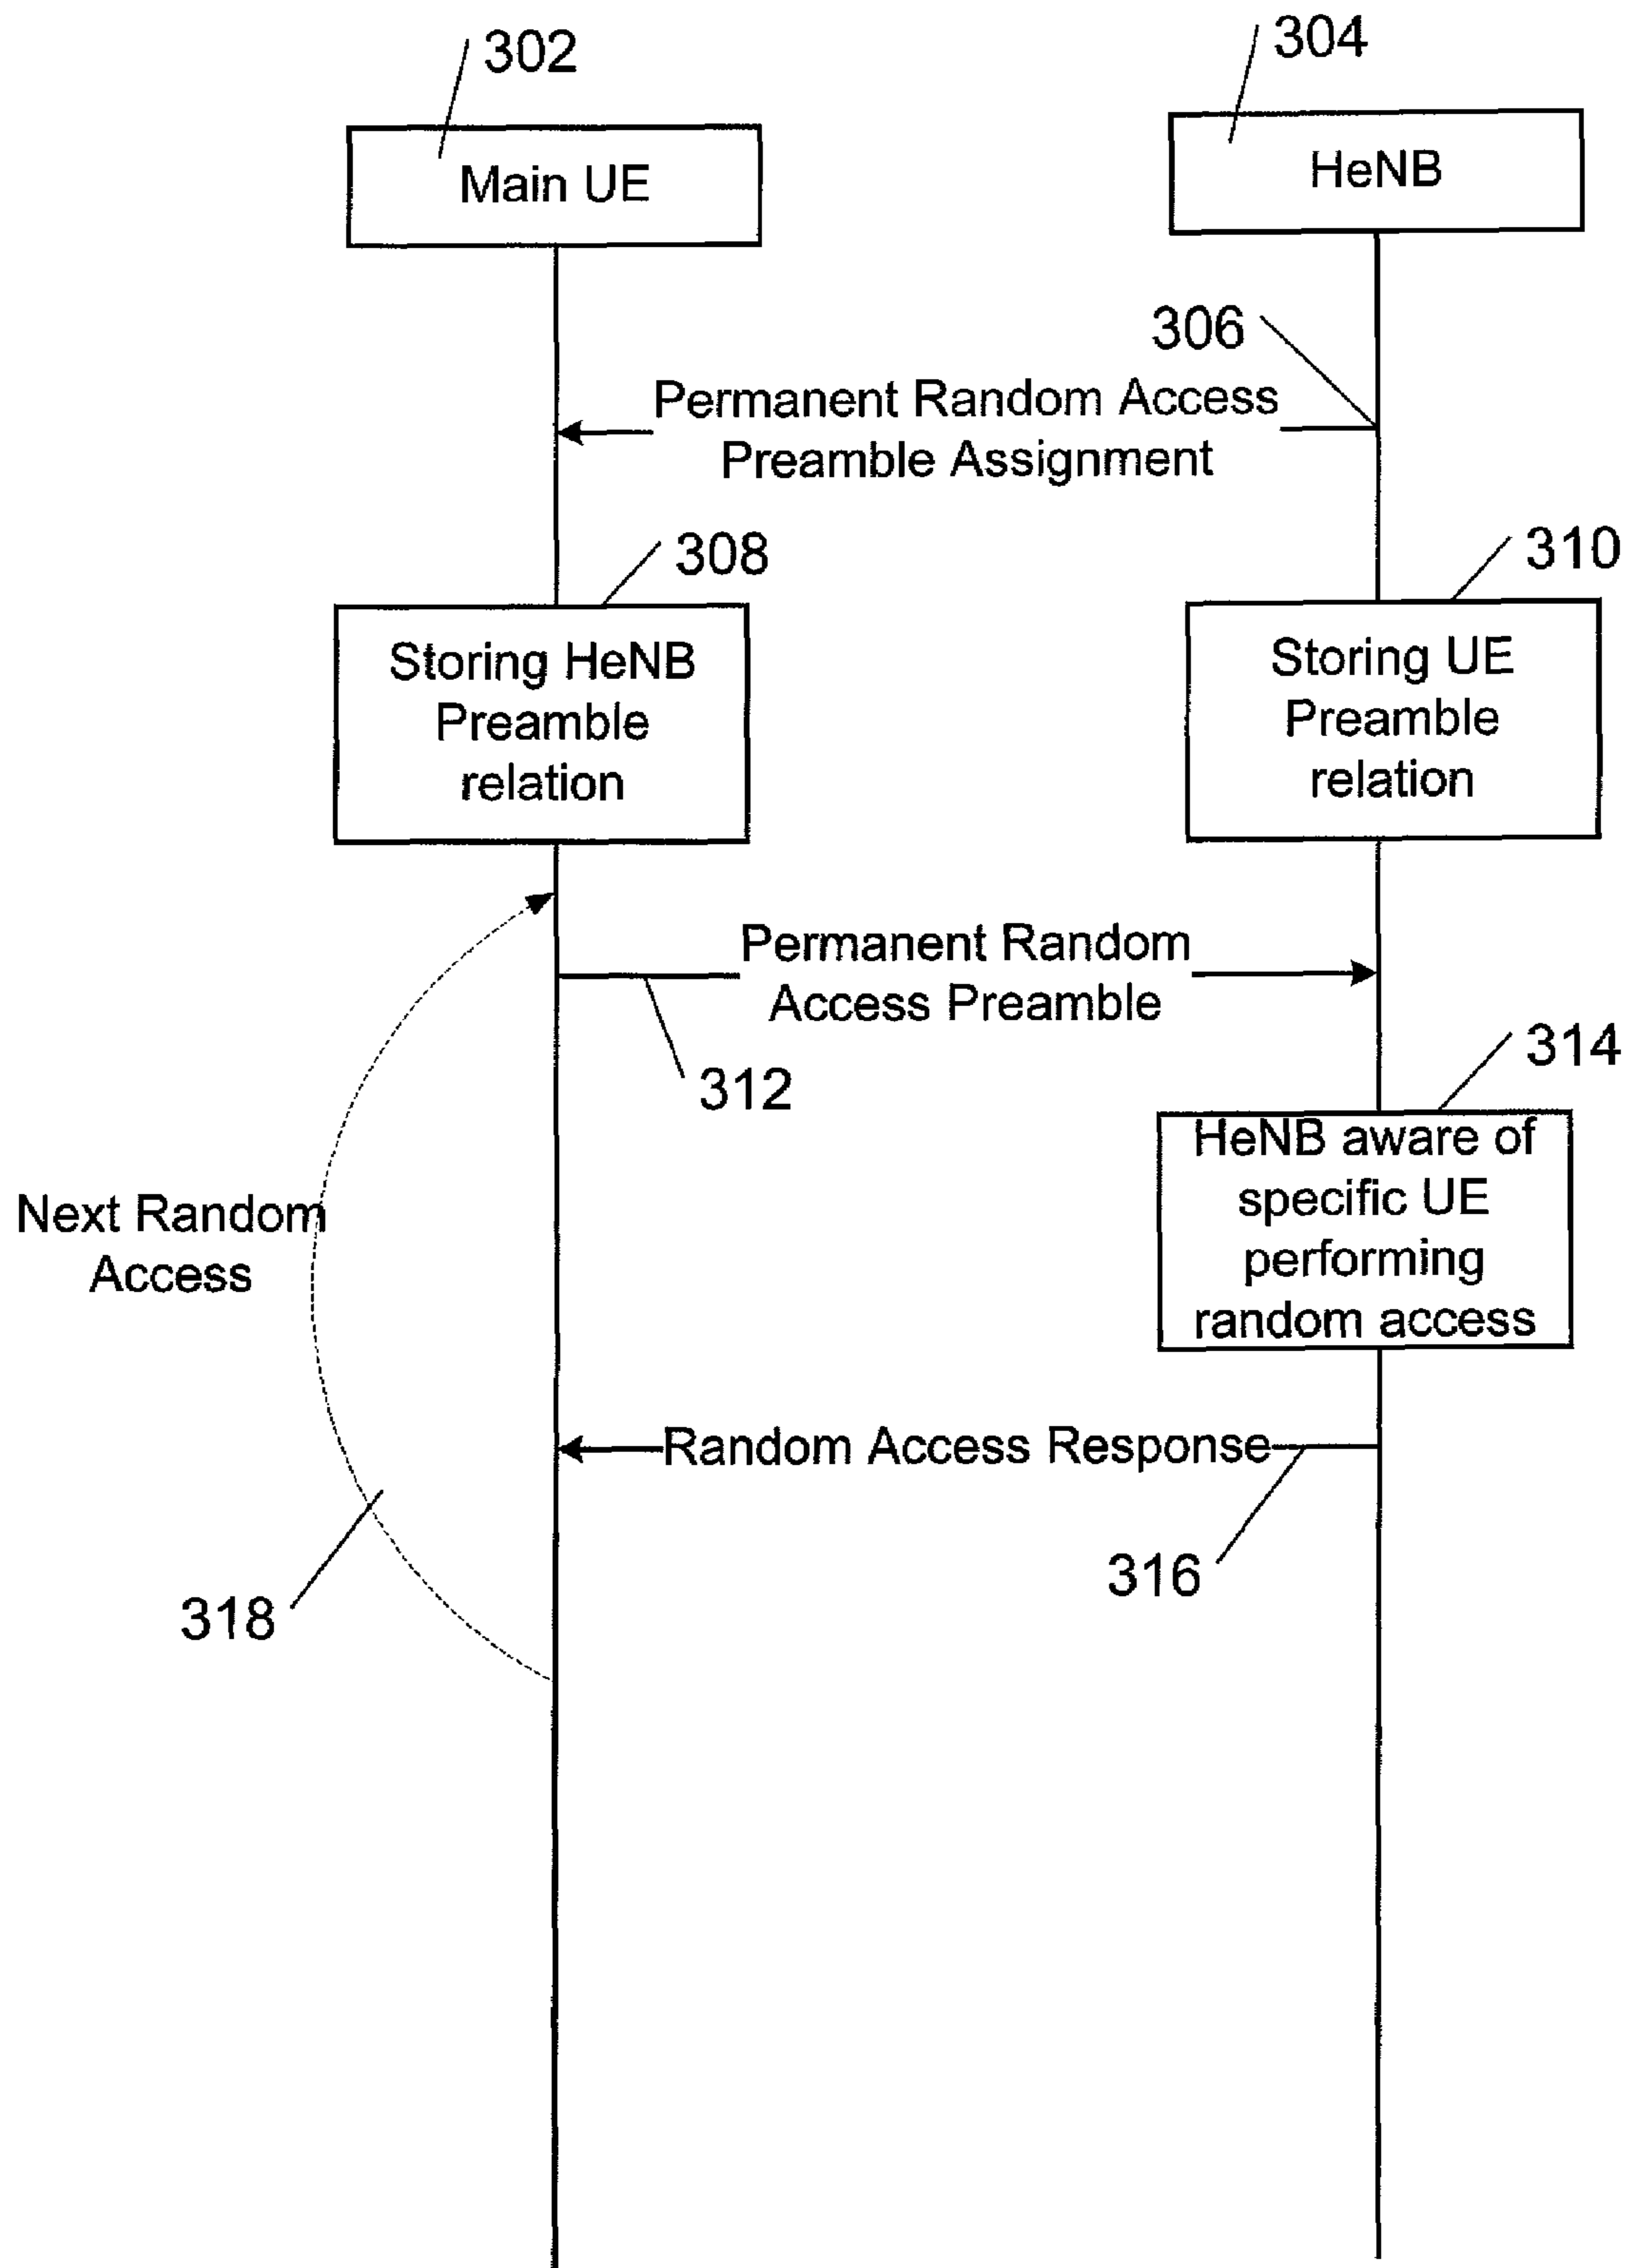 302
304
Main UE
HeNB
306
Permanent Random Access
Preamble Assignment
308
310
Storing HeNB
Preamble
relation
Storing UE
Preamble
relation
Permanent Random
Access Preamble
312
314
HeNB aware of
specific UE
performing
random access
Next Random
Access
Random Access Response
316
318